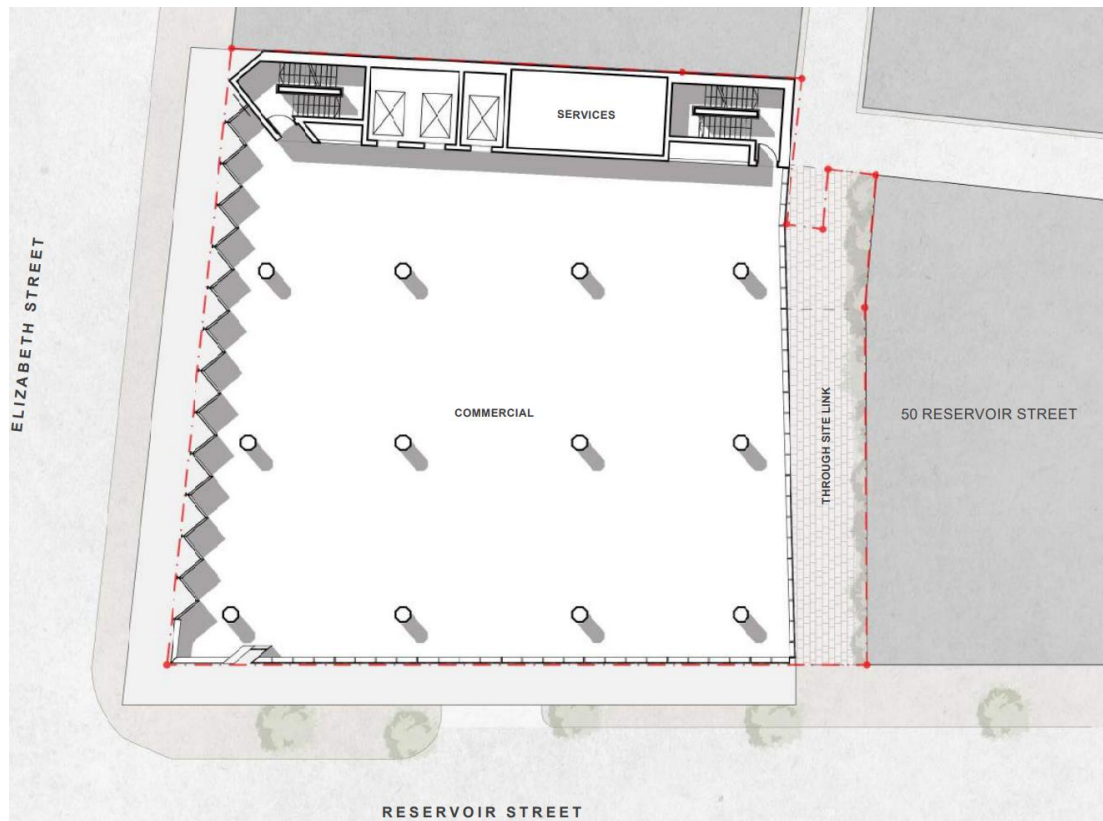 SERVICES
ELIZABETH STREET
COMMERCIAL
THROUGH SITE LINK
50 RESERVOIR STREET
RESERVOIR STREET